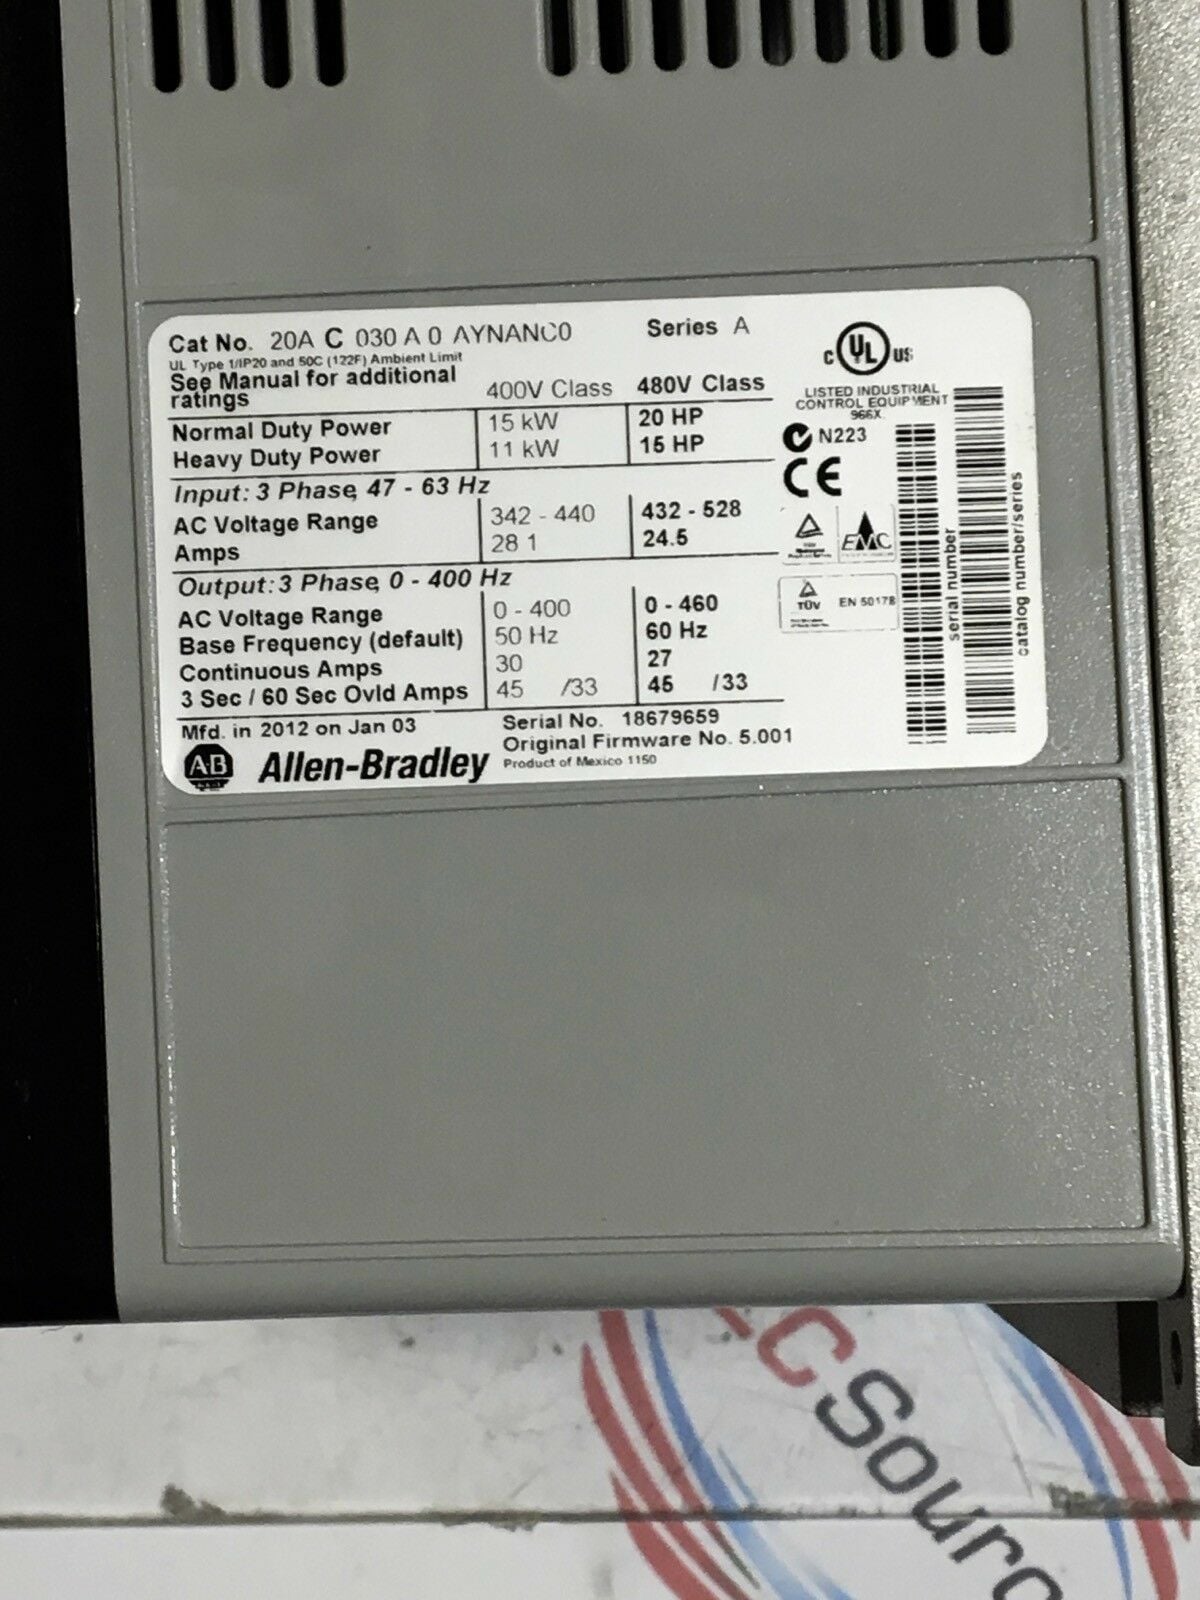 Cat No. 20A C 030 A 0 AYNANC0 Series A
UL Type 1/IP20 and 50C (122F) Ambient Limit
See Manual for additional ratings
400V Class 480V Class
Normal Duty Power 15 kW 20 HP
Heavy Duty Power 11 kW 15 HP
Input: 3 Phase, 47 - 63 Hz
AC Voltage Range 342 - 440 432 - 528
Amps 28 1 24.5
Output: 3 Phase, 0 - 400 Hz
AC Voltage Range 0 - 400 0 - 460
Base Frequency (default) 50 Hz 60 Hz
Continuous Amps 30 27
3 Sec / 60 Sec Ovld Amps 45 /33 45 /33
Mfd. in 2012 on Jan 03
Serial No. 18679659
Original Firmware No. 5.001
Product of Mexico 1150
AB Allen-Bradley
C UL US
LISTED INDUSTRIAL
CONTROL EQUIPMENT
966X
N223
CE
EMC
TÜV EN 50178
serial number
catalog number/series
CSourc